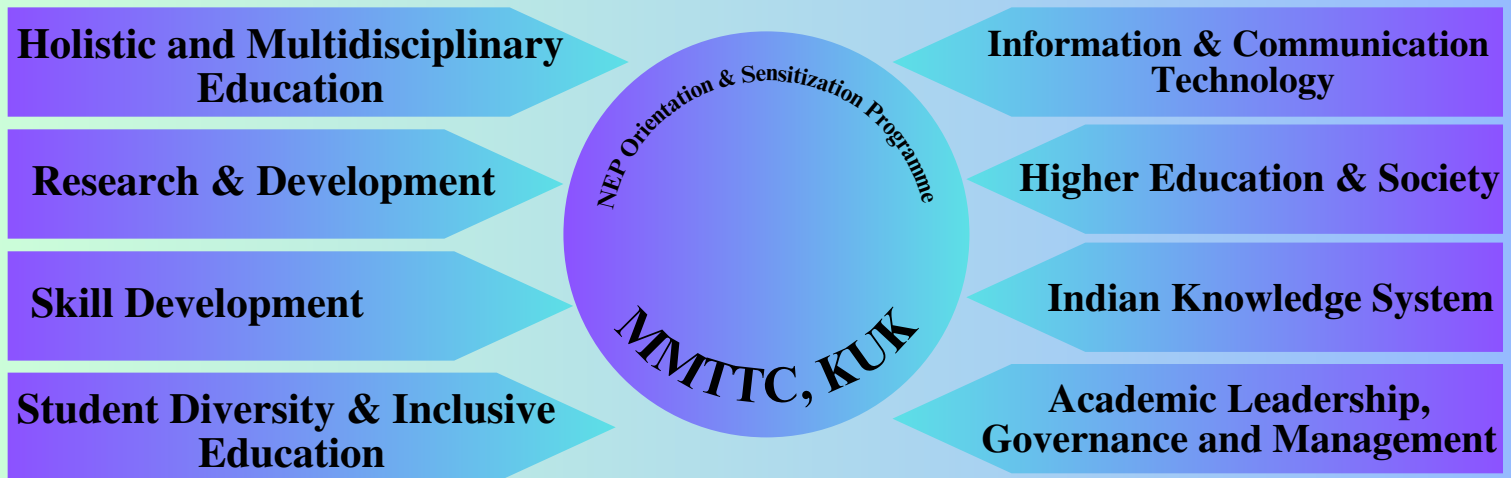 Holistic and Multidisciplinary
Education
Research & Development
Skill Development
Student Diversity & Inclusive
Education
NEP Orientation & Sensitization Programme
MMTTC, KUK
Information & Communication
Technology
Higher Education & Society
Indian Knowledge System
Academic Leadership,
Governance and Management